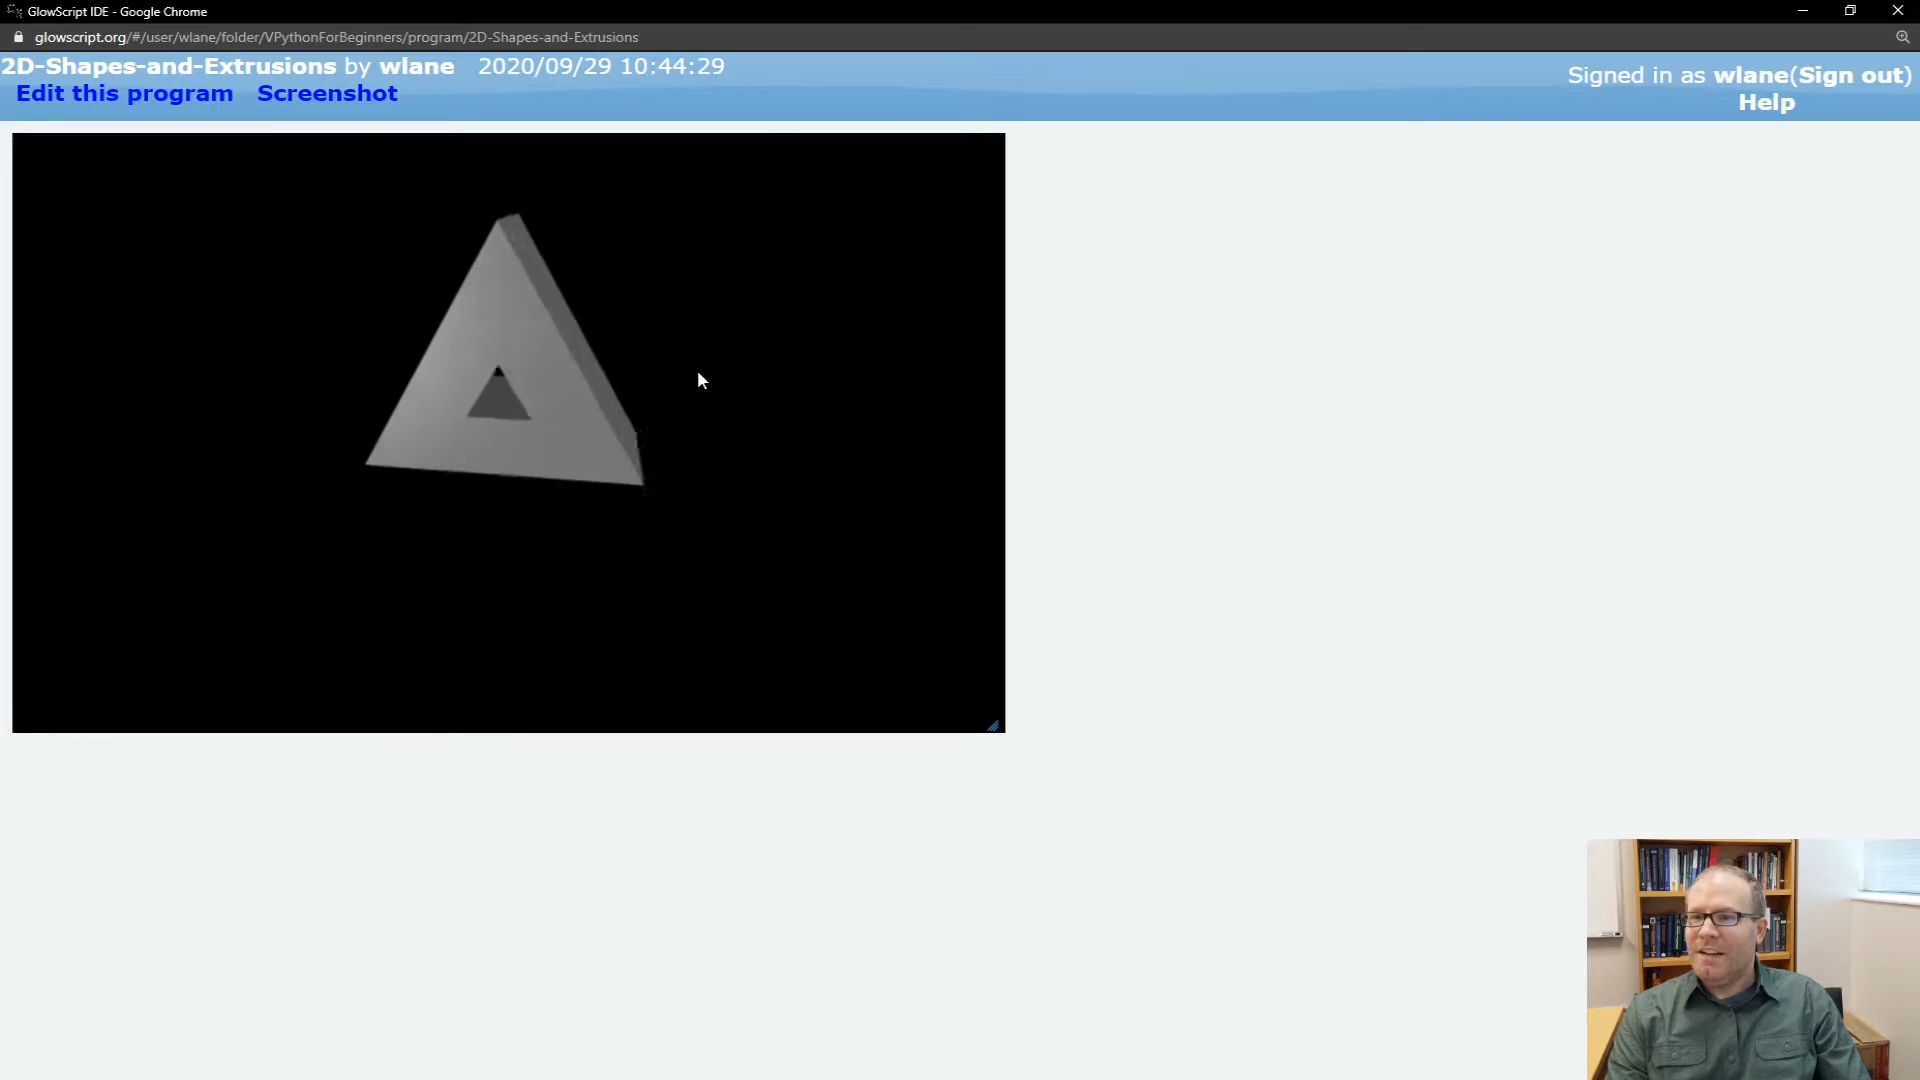 GlowScript IDE - Google Chrome
glowscript.org/#/user/wlane/folder/VPythonForBeginners/program/2D-Shapes-and-Extrusions
2D-Shapes-and-Extrusions by wlane 2020/09/29 10:44:29
Signed in as wlane(Sign out)
Edit this program Screenshot
Help